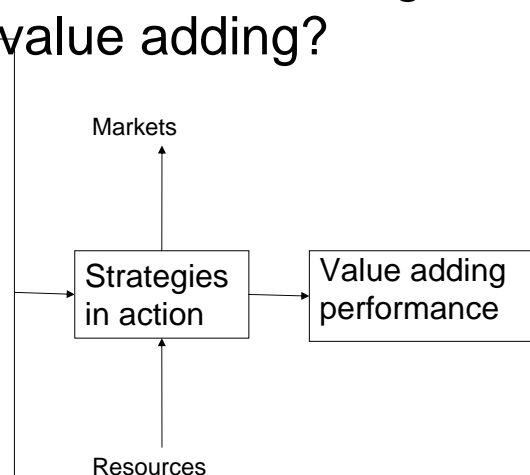 value adding?
Markets
Strategies
in action
Value adding
performance
Resources